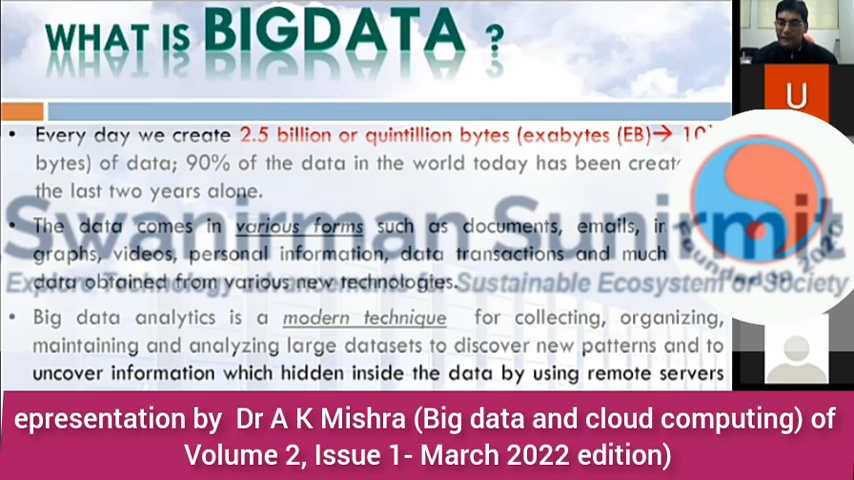 WHAT IS BIGDATA ?
U
• Every day we create 2.5 billion or quintillion bytes (exabytes (EB)→
bytes) of data; 90% of the data in the world today has been
the last two years alone.
• The data comes in various forms such as documents, emails,
graphs, videos, personal information, data transactions and much
data obtained from various new technologies.
• Big data analytics is a modern technique for collecting, organizing,
maintaining and analyzing large datasets to discover new patterns and to
uncover information which hidden inside the data by using remote servers
Swanirman Sunirmit
Sustainable Ecosystem of Society
Founded in 2020
epresentation by Dr A K Mishra (Big data and cloud computing) of
Volume 2, Issue 1- March 2022 edition)